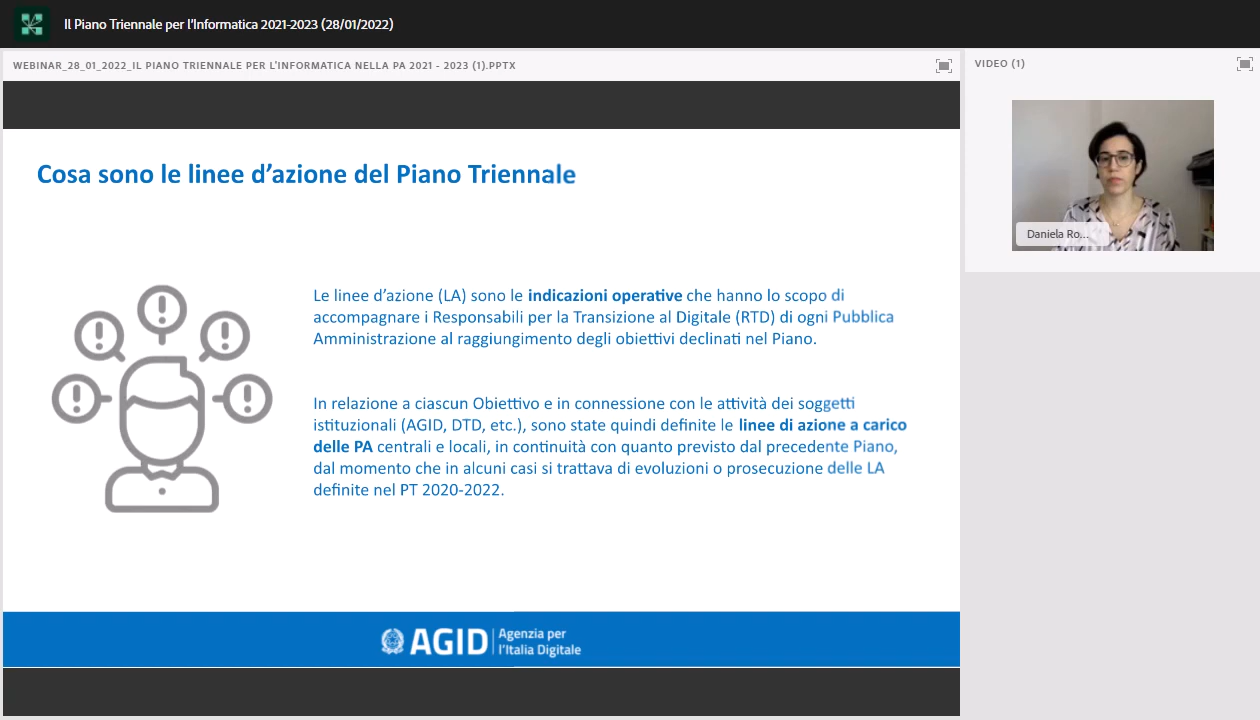 Il Piano Triennale per l'Informatica 2021-2023 (28/01/2022)
WEBINAR_28_01_2022_IL PIANO TRIENNALE PER L'INFORMATICA NELLA PA 2021 - 2023 (1).PPTX
VIDEO (1)
Daniela Ro...
Cosa sono le linee d’azione del Piano Triennale
Le linee d’azione (LA) sono le indicazioni operative che hanno lo scopo di
accompagnare i Responsabili per la Transizione al Digitale (RTD) di ogni Pubblica
Amministrazione al raggiungimento degli obiettivi declinati nel Piano.
In relazione a ciascun Obiettivo e in connessione con le attività dei soggetti
istituzionali (AGID, DTD, etc.), sono state quindi definite le linee di azione a carico
delle PA centrali e locali, in continuità con quanto previsto dal precedente Piano,
dal momento che in alcuni casi si trattava di evoluzioni o prosecuzione delle LA
definite nel PT 2020-2022.
AGID
Agenzia per
l’Italia Digitale